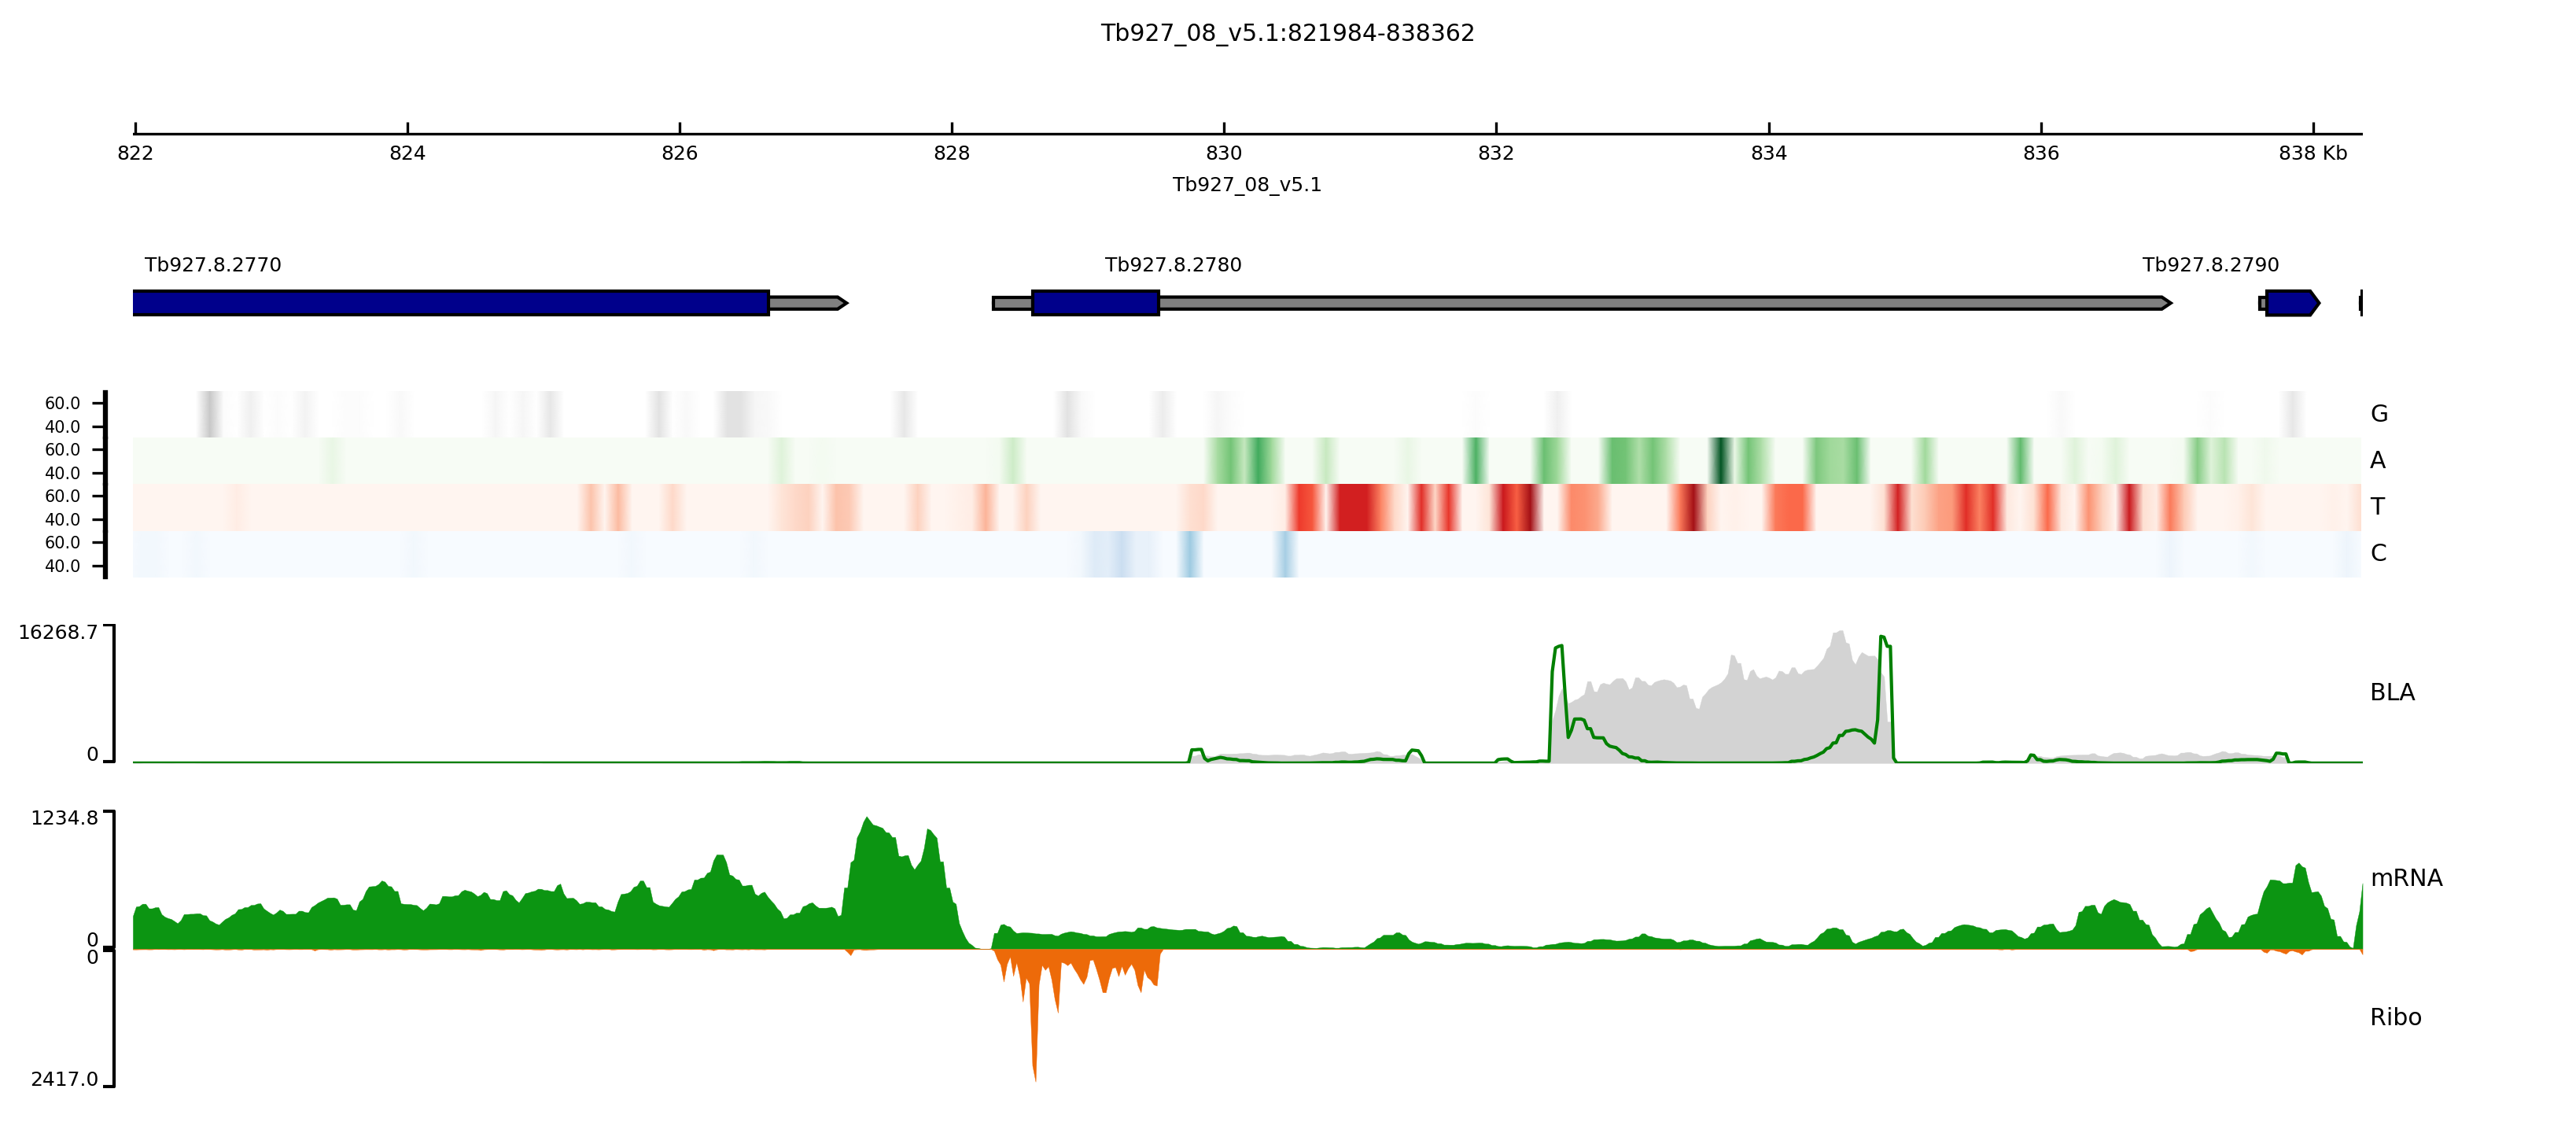 Tb927_08_v5.1:821984-838362
822 824 826 828 830 832 834 836 838 Kb
Tb927_08_v5.1
Tb927.8.2770 Tb927.8.2780 Tb927.8.2790
60.0
40.0
G
60.0
40.0
A
60.0
40.0
T
60.0
40.0
C
16268.7
0
BLA
1234.8
0
mRNA
0
2417.0
Ribo